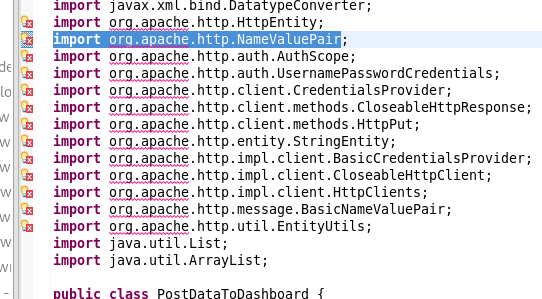 import javax.xml.bind.DatatypeConverter;
import org.apache.http.HttpEntity;
import org.apache.http.NameValuePair;
import org.apache.http.auth.AuthScope;
import org.apache.http.auth.UsernamePasswordCredentials;
import org.apache.http.client.CredentialsProvider;
import org.apache.http.client.methods.CloseableHttpResponse;
import org.apache.http.client.methods.HttpPut;
import org.apache.http.entity.StringEntity;
import org.apache.http.impl.client.BasicCredentialsProvider;
import org.apache.http.impl.client.CloseableHttpClient;
import org.apache.http.impl.client.HttpClients;
import org.apache.http.message.BasicNameValuePair;
import org.apache.http.util.EntityUtils;
import java.util.List;
import java.util.ArrayList;
public class PostDataToDashboard {